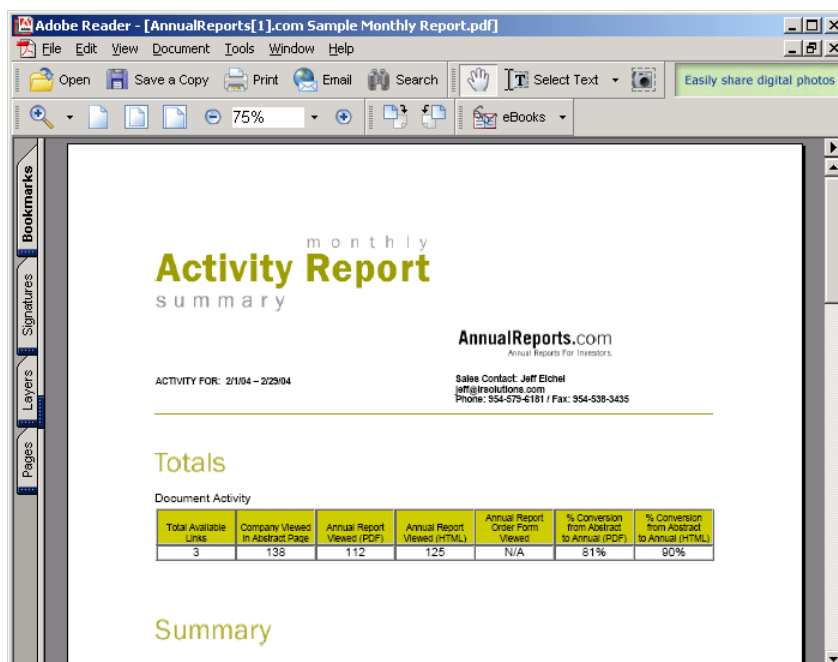 Adobe Reader - [AnnualReports[1].com Sample Monthly Report.pdf]
File Edit View Document Tools Window Help
Open Save a Copy Print Email Search Select Text Easily share digital photos
75% eBooks
Bookmarks
Signatures
Layers
Pages
monthly
Activity Report
summary
AnnualReports.com
Annual Reports For Investors.
ACTIVITY FOR: 2/1/04 – 2/29/04
Sales Contact: Jeff Eichel
jeff@irsolutions.com
Phone: 954-579-6181 / Fax: 954-538-3435
Totals
Document Activity
Total Available Links
Company Viewed in Abstract Page
Annual Report Viewed (PDF)
Annual Report Viewed (HTML)
Annual Report Order Form Viewed
% Conversion from Abstract to Annual (PDF)
% Conversion from Abstract to Annual (HTML)
3 138 112 125 N/A 81% 90%
Summary